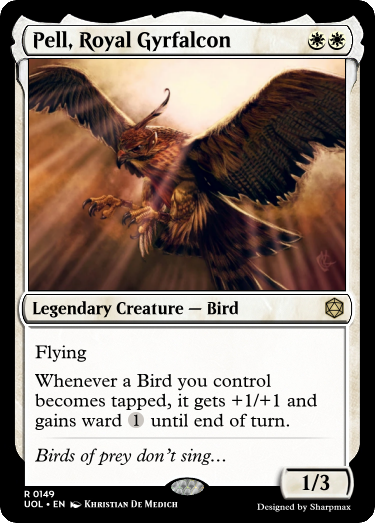 Pell, Royal Gyrfalcon
Legendary Creature — Bird
Flying
Whenever a Bird you control
becomes tapped, it gets +1/+1 and
gains ward 1 until end of turn.
Birds of prey don't sing…
1/3
R 0149
UOL • EN Khristian De Medich
Designed by Sharpmax